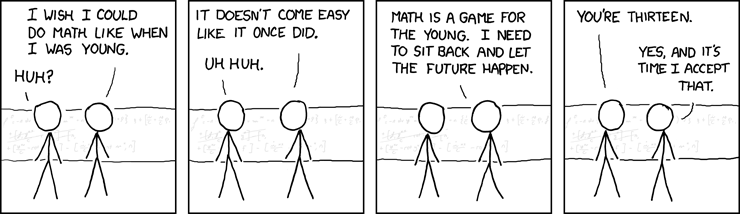 I WISH I COULD
DO MATH LIKE WHEN
I WAS YOUNG.
HUH?
IT DOESN'T COME EASY
LIKE IT ONCE DID.
UH HUH.
MATH IS A GAME FOR
THE YOUNG. I NEED
TO SIT BACK AND LET
THE FUTURE HAPPEN.
YOU'RE THIRTEEN.
YES, AND IT'S
TIME I ACCEPT
THAT.